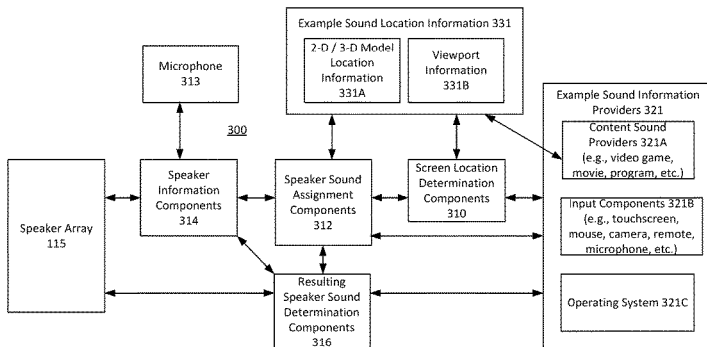 Example Sound Location Information 331
2-D / 3-D Model
Location
Information
331A
Viewport
Information
331B
Microphone
313
300
Example Sound Information
Providers 321
Content Sound
Providers 321A
(e.g., video game,
movie, program, etc.)
Speaker Array
115
Speaker
Information
Components
314
Speaker Sound
Assignment
Components
312
Screen Location
Determination
Components
310
Input Components 321B
(e.g., touchscreen,
mouse, camera, remote,
microphone, etc.)
Resulting
Speaker Sound
Determination
Components
316
Operating System 321C